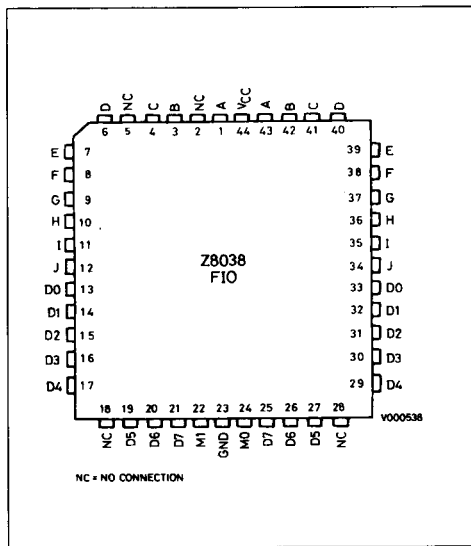 D NC C B NC A VCC A B C D
6 5 4 3 2 1 44 43 42 41 40
E 7 39 E
F 8 38 F
G 9 37 G
H 10 36 H
I 11 35 I
J 12 34 J
D0 13 33 D0
D1 14 32 D1
D2 15 31 D2
D3 16 30 D3
D4 17 29 D4
Z8038
FIO
18 19 20 21 22 23 24 25 26 27 28
NC D5 D6 D7 M1 GND M0 D7 D6 D5 NC
V000538
NC = NO CONNECTION